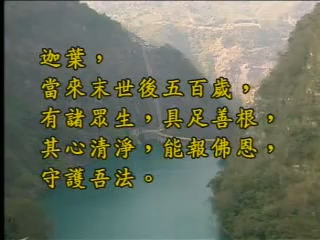 迦葉，
當來末世後五百歲，
有諸眾生，具足善根，
其心清淨，能報佛恩，
守護吾法。